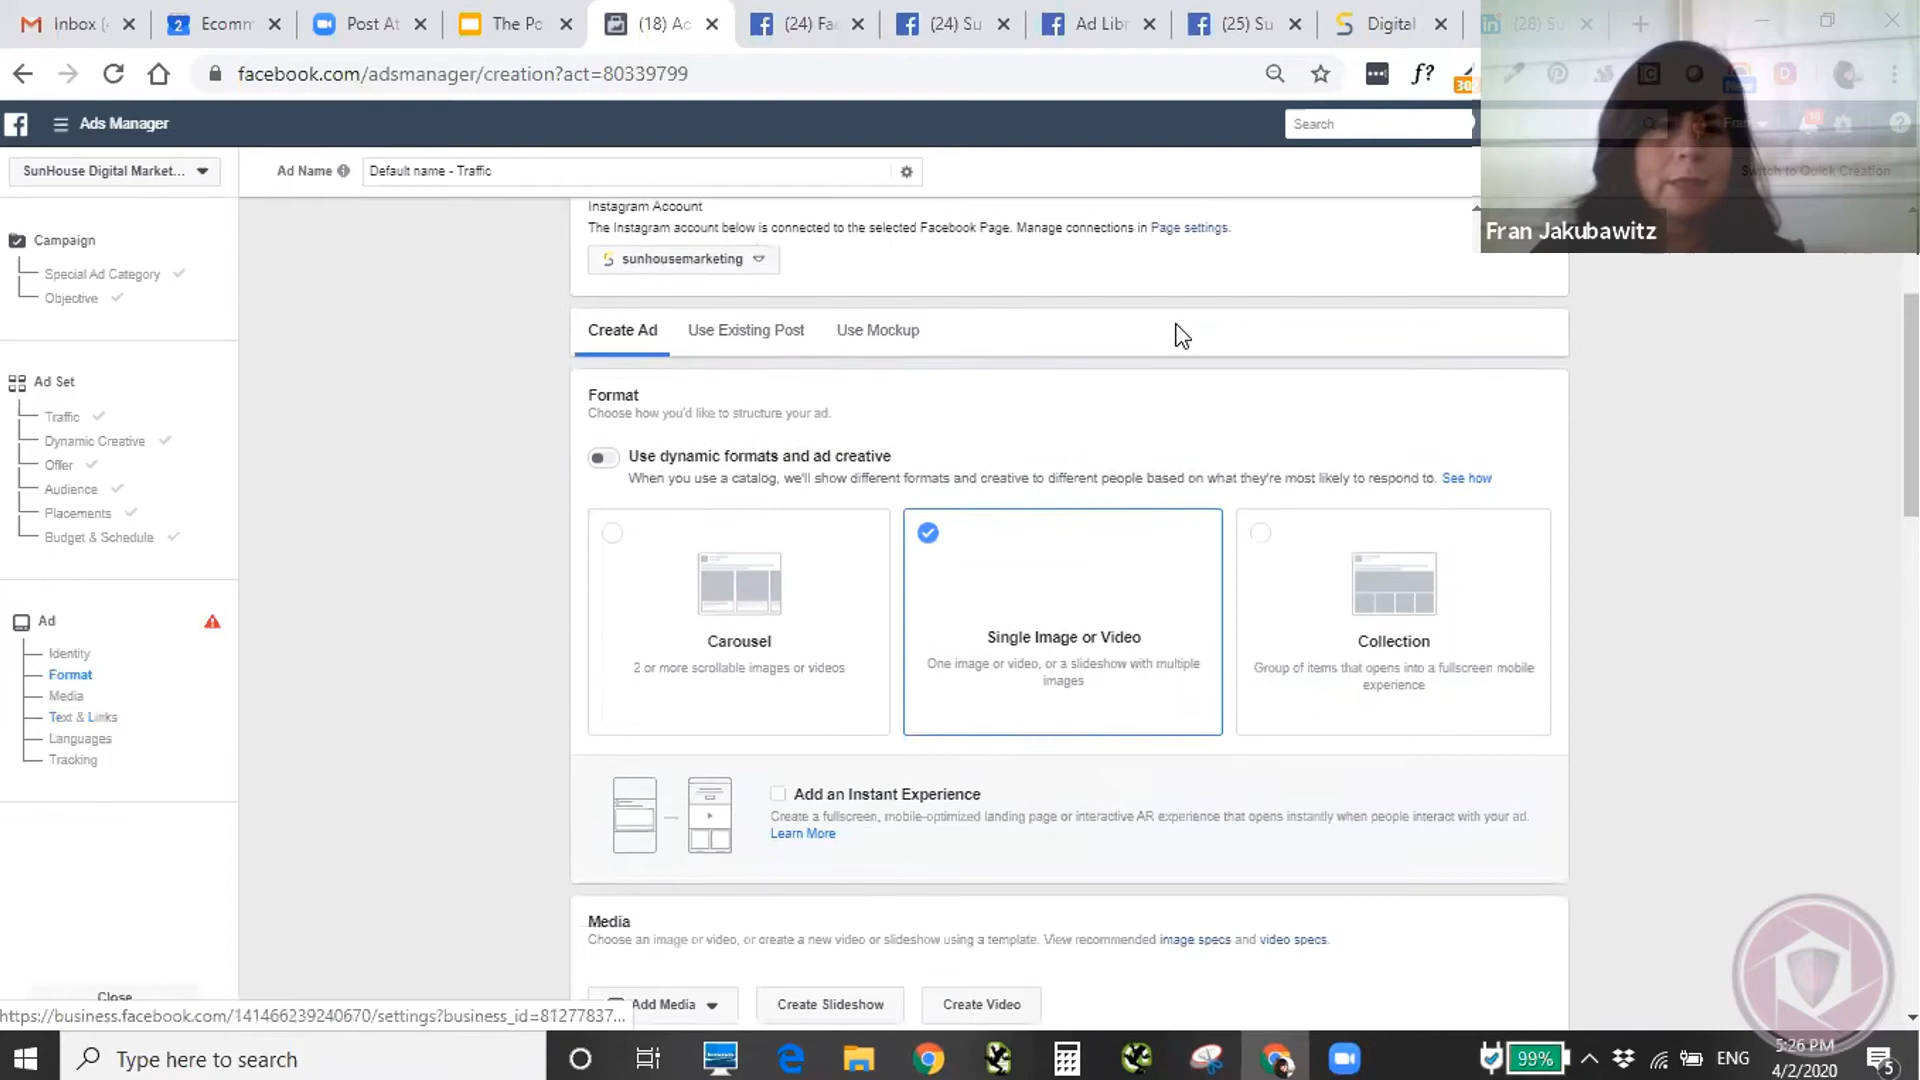 Inbox (
2 Ecomm
Post At
The Po
(18) Ac
(24) Fa
(24) Su
Ad Libr
(25) Su
Digital
(28) Su
facebook.com/adsmanager/creation?act=80339799
f?
Ads Manager
Search
Fran
Switch to Quick Creation
Fran Jakubawitz
SunHouse Digital Market...
Ad Name
Default name - Traffic
Campaign
Special Ad Category
Objective
Ad Set
Traffic
Dynamic Creative
Offer
Audience
Placements
Budget & Schedule
Ad
Identity
Format
Media
Text & Links
Languages
Tracking
Close
Instagram Account
The Instagram account below is connected to the selected Facebook Page. Manage connections in Page settings.
sunhousemarketing
Create Ad
Use Existing Post
Use Mockup
Format
Choose how you'd like to structure your ad.
Use dynamic formats and ad creative
When you use a catalog, we'll show different formats and creative to different people based on what they're most likely to respond to. See how
Carousel
2 or more scrollable images or videos
Single Image or Video
One image or video, or a slideshow with multiple
images
Collection
Group of items that opens into a fullscreen mobile
experience
Add an Instant Experience
Create a fullscreen, mobile-optimized landing page or interactive AR experience that opens instantly when people interact with your ad.
Learn More
Media
Choose an image or video, or create a new video or slideshow using a template. View recommended image specs and video specs.
Add Media
Create Slideshow
Create Video
https://business.facebook.com/141466239240670/settings?business_id=81277837...
Type here to search
99%
ENG
5:26 PM
4/2/2020
5